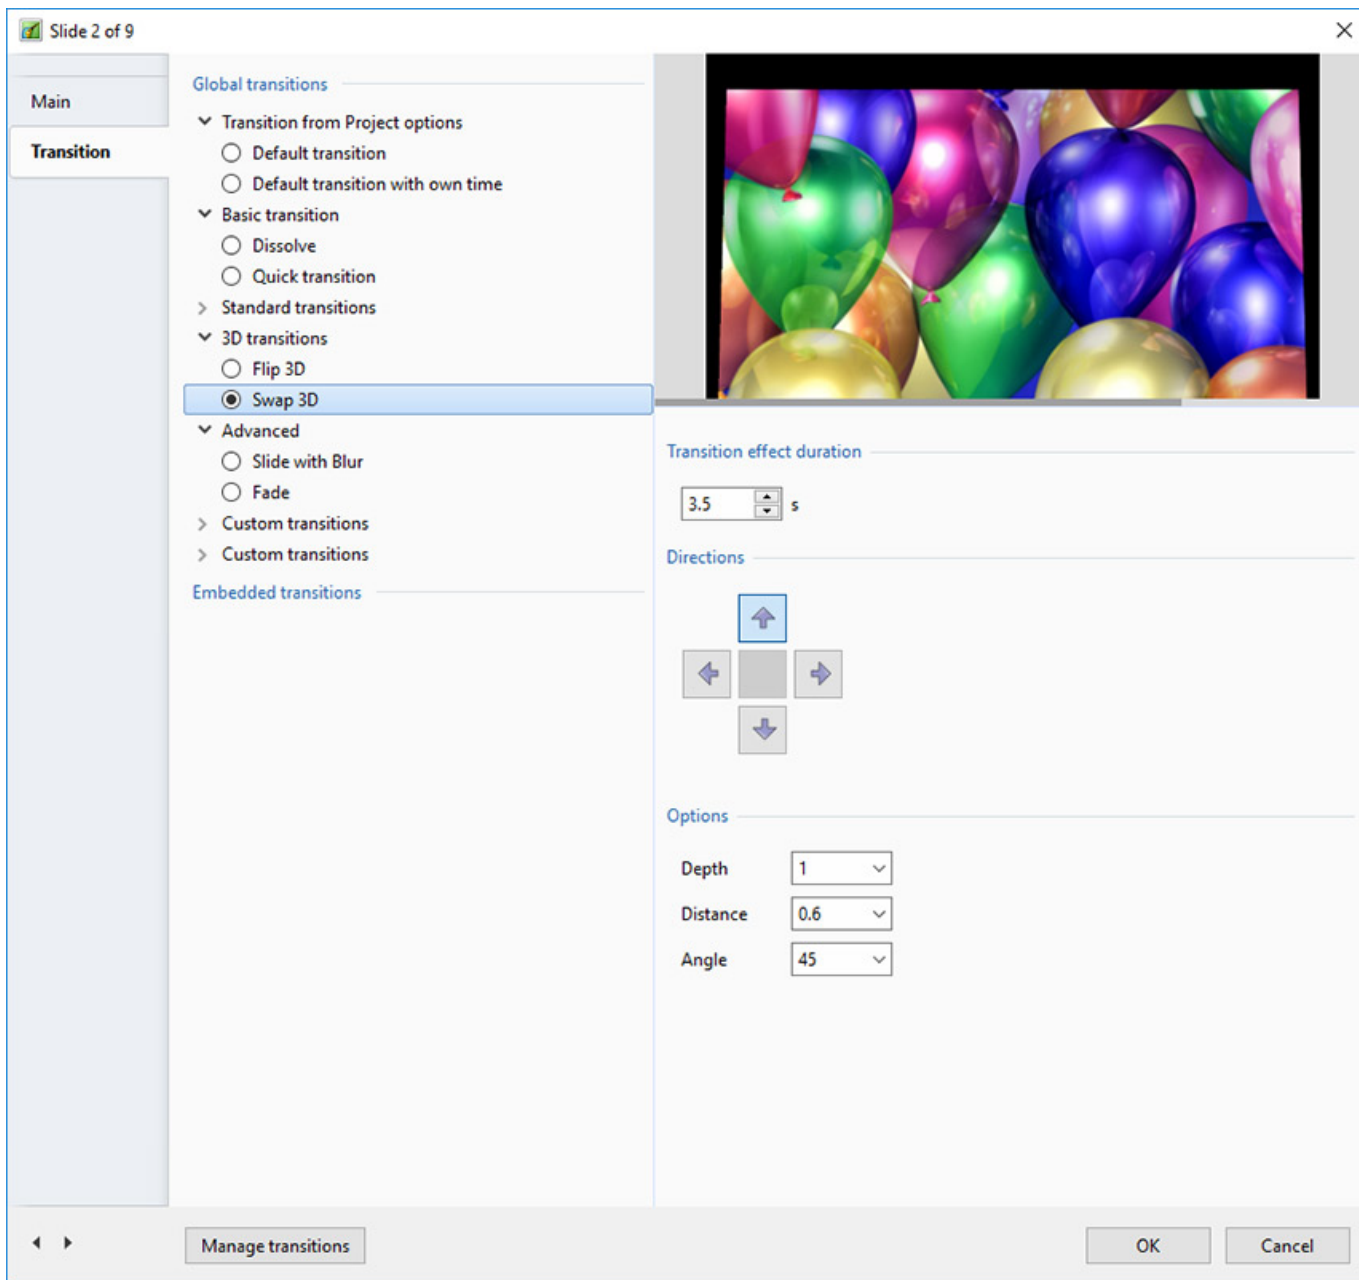 Slide 2 of 9
Main
Transition
Global transitions
Transition from Project options
Default transition
Default transition with own time
Basic transition
Dissolve
Quick transition
Standard transitions
3D transitions
Flip 3D
Swap 3D
Advanced
Slide with Blur
Fade
Custom transitions
Custom transitions
Embedded transitions
Transition effect duration
3.5 s
Directions
Options
Depth 1
Distance 0.6
Angle 45
Manage transitions
OK
Cancel